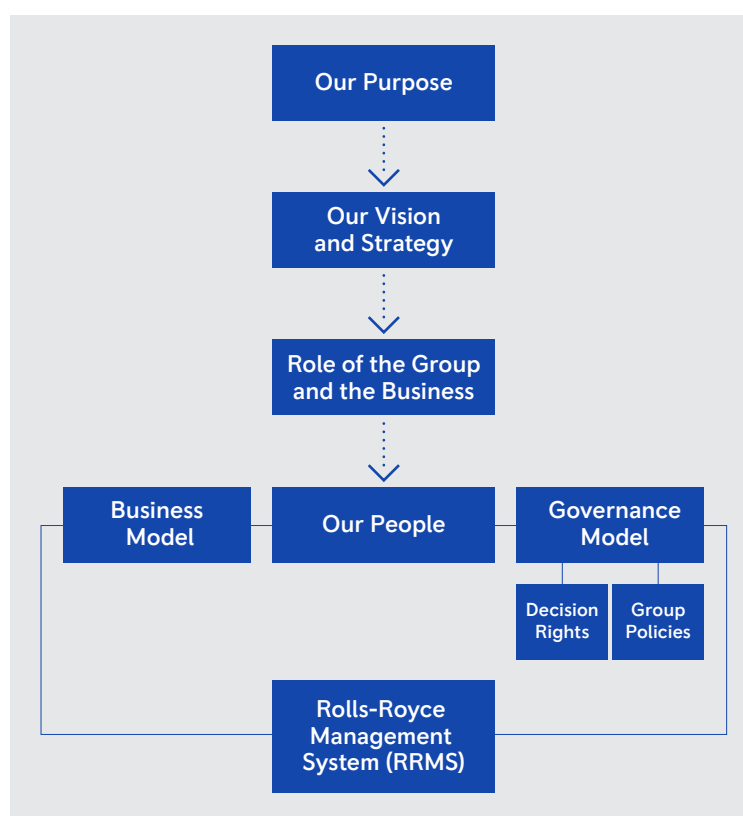 Our Purpose
Our Vision
and Strategy
Role of the Group
and the Business
Business
Model
Our People
Governance
Model
Decision
Rights
Group
Policies
Rolls-Royce
Management
System (RRMS)